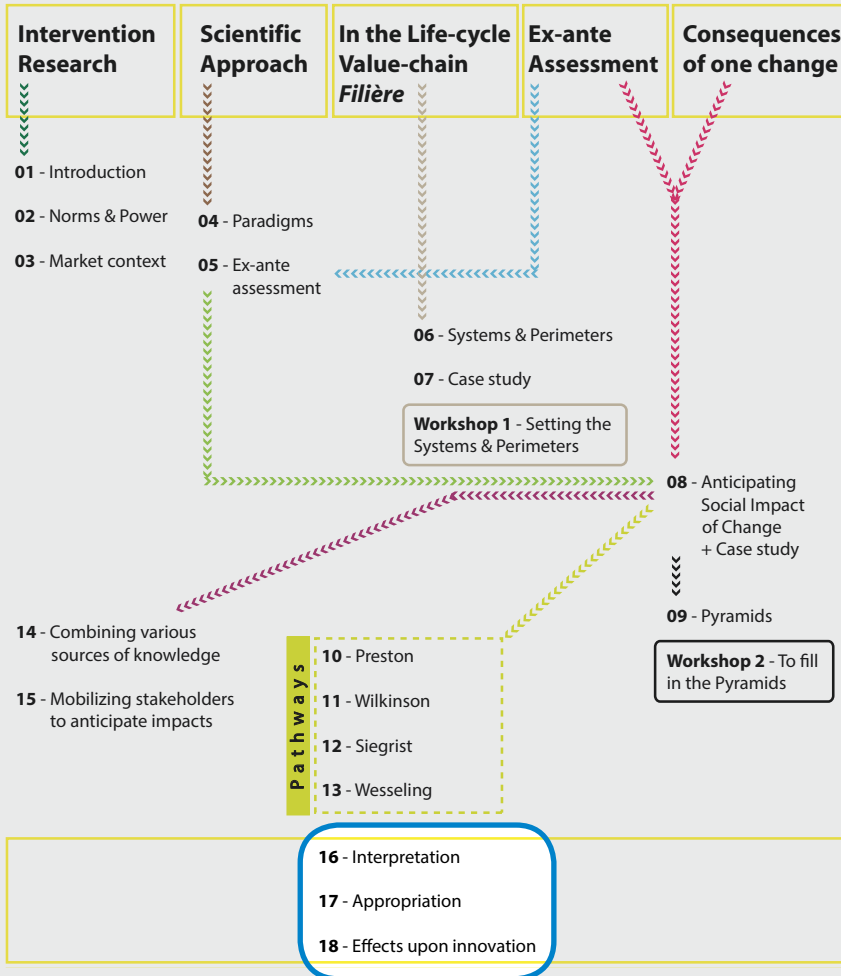 Intervention
Research
Scientific
Approach
In the Life-cycle
Value-chain
Filière
Ex-ante
Assessment
Consequences
of one change
01 - Introduction
02 - Norms & Power
03 - Market context
04 - Paradigms
05 - Ex-ante
assessment
06 - Systems & Perimeters
07 - Case study
Workshop 1 - Setting the
Systems & Perimeters
08 - Anticipating
Social Impact
of Change
+ Case study
09 - Pyramids
Workshop 2 - To fill
in the Pyramids
14 - Combining various
sources of knowledge
15 - Mobilizing stakeholders
to anticipate impacts
Pathways
10 - Preston
11 - Wilkinson
12 - Siegrist
13 - Wesseling
16 - Interpretation
17 - Appropriation
18 - Effects upon innovation